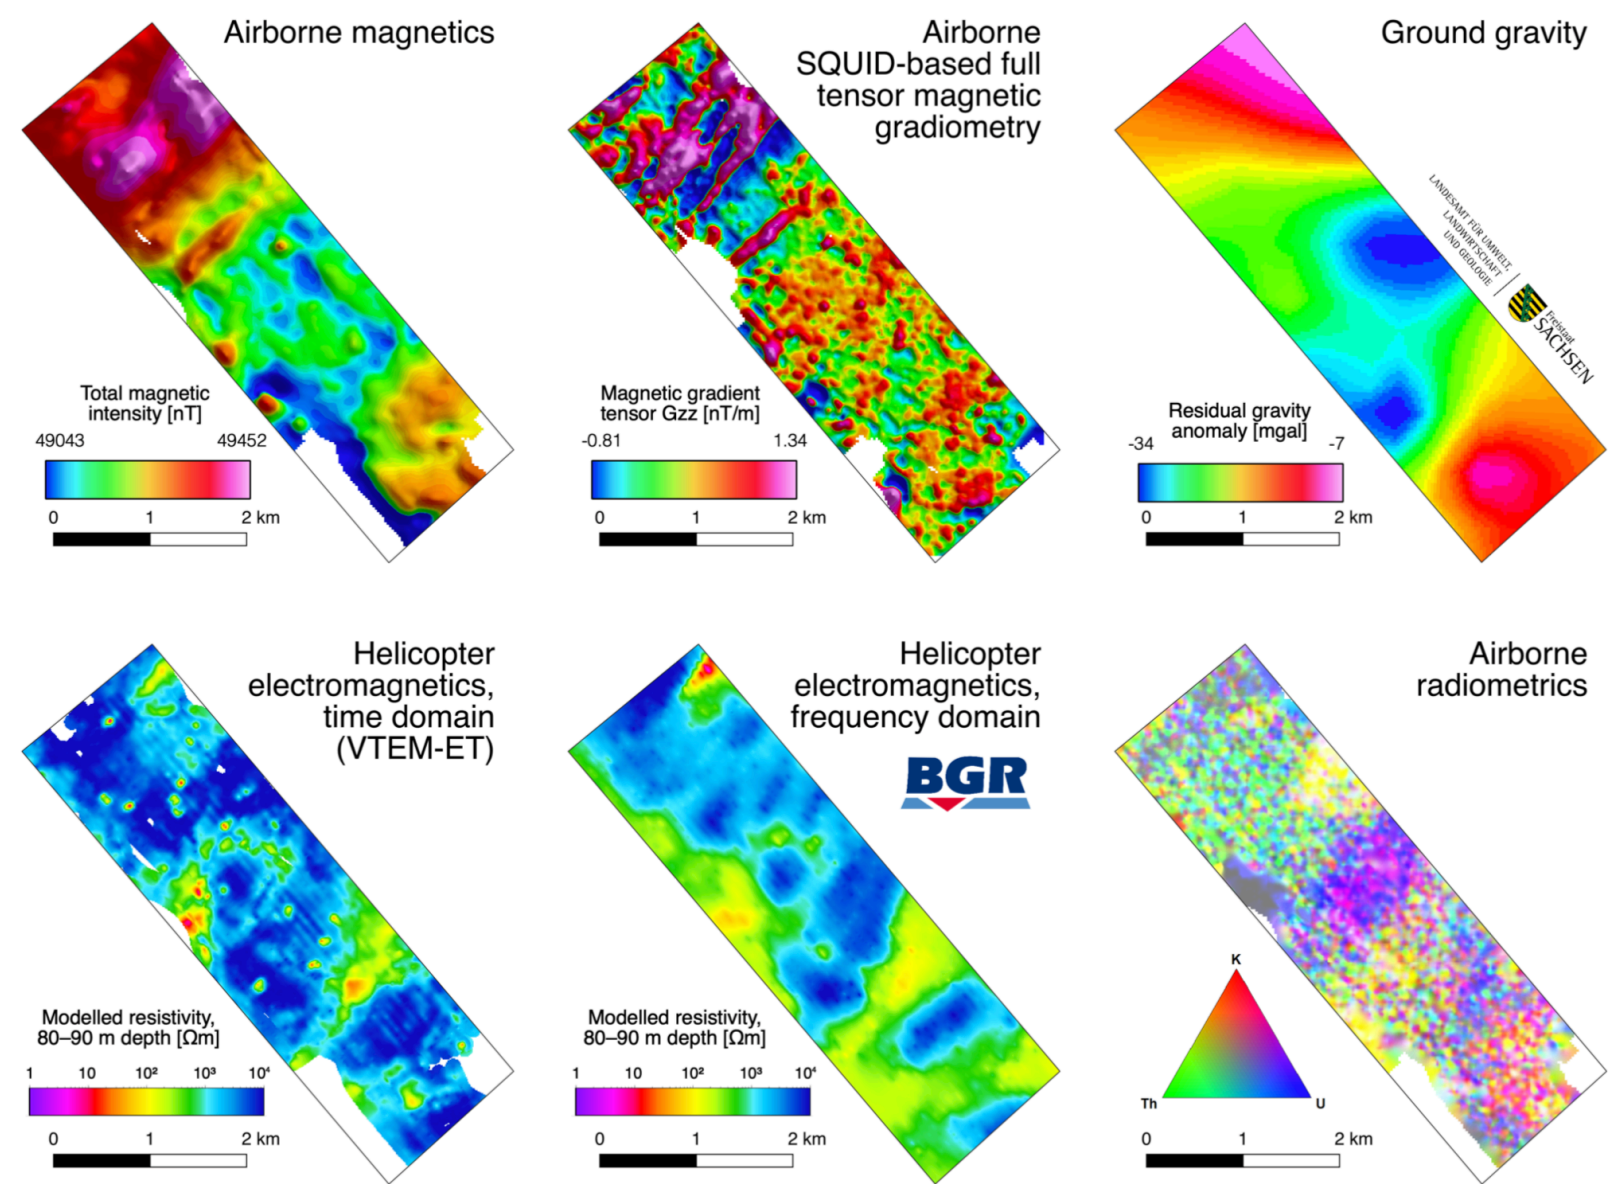 Airborne magnetics
Total magnetic
intensity [nT]
49043 49452
0 1 2 km
Airborne
SQUID-based full
tensor magnetic
gradiometry
Magnetic gradient
tensor Gzz [nT/m]
-0.81 1.34
0 1 2 km
Ground gravity
LANDESAMT FÜR UMWELT,
LANDWIRTSCHAFT
UND GEOLOGIE
Freistaat
SACHSEN
Residual gravity
anomaly [mgal]
-34 -7
0 1 2 km
Helicopter
electromagnetics,
time domain
(VTEM-ET)
Modelled resistivity,
80–90 m depth [Ωm]
1 10 10² 10³ 10⁴
0 1 2 km
Helicopter
electromagnetics,
frequency domain
BGR
Modelled resistivity,
80–90 m depth [Ωm]
1 10 10² 10³ 10⁴
0 1 2 km
Airborne
radiometrics
K
Th U
0 1 2 km